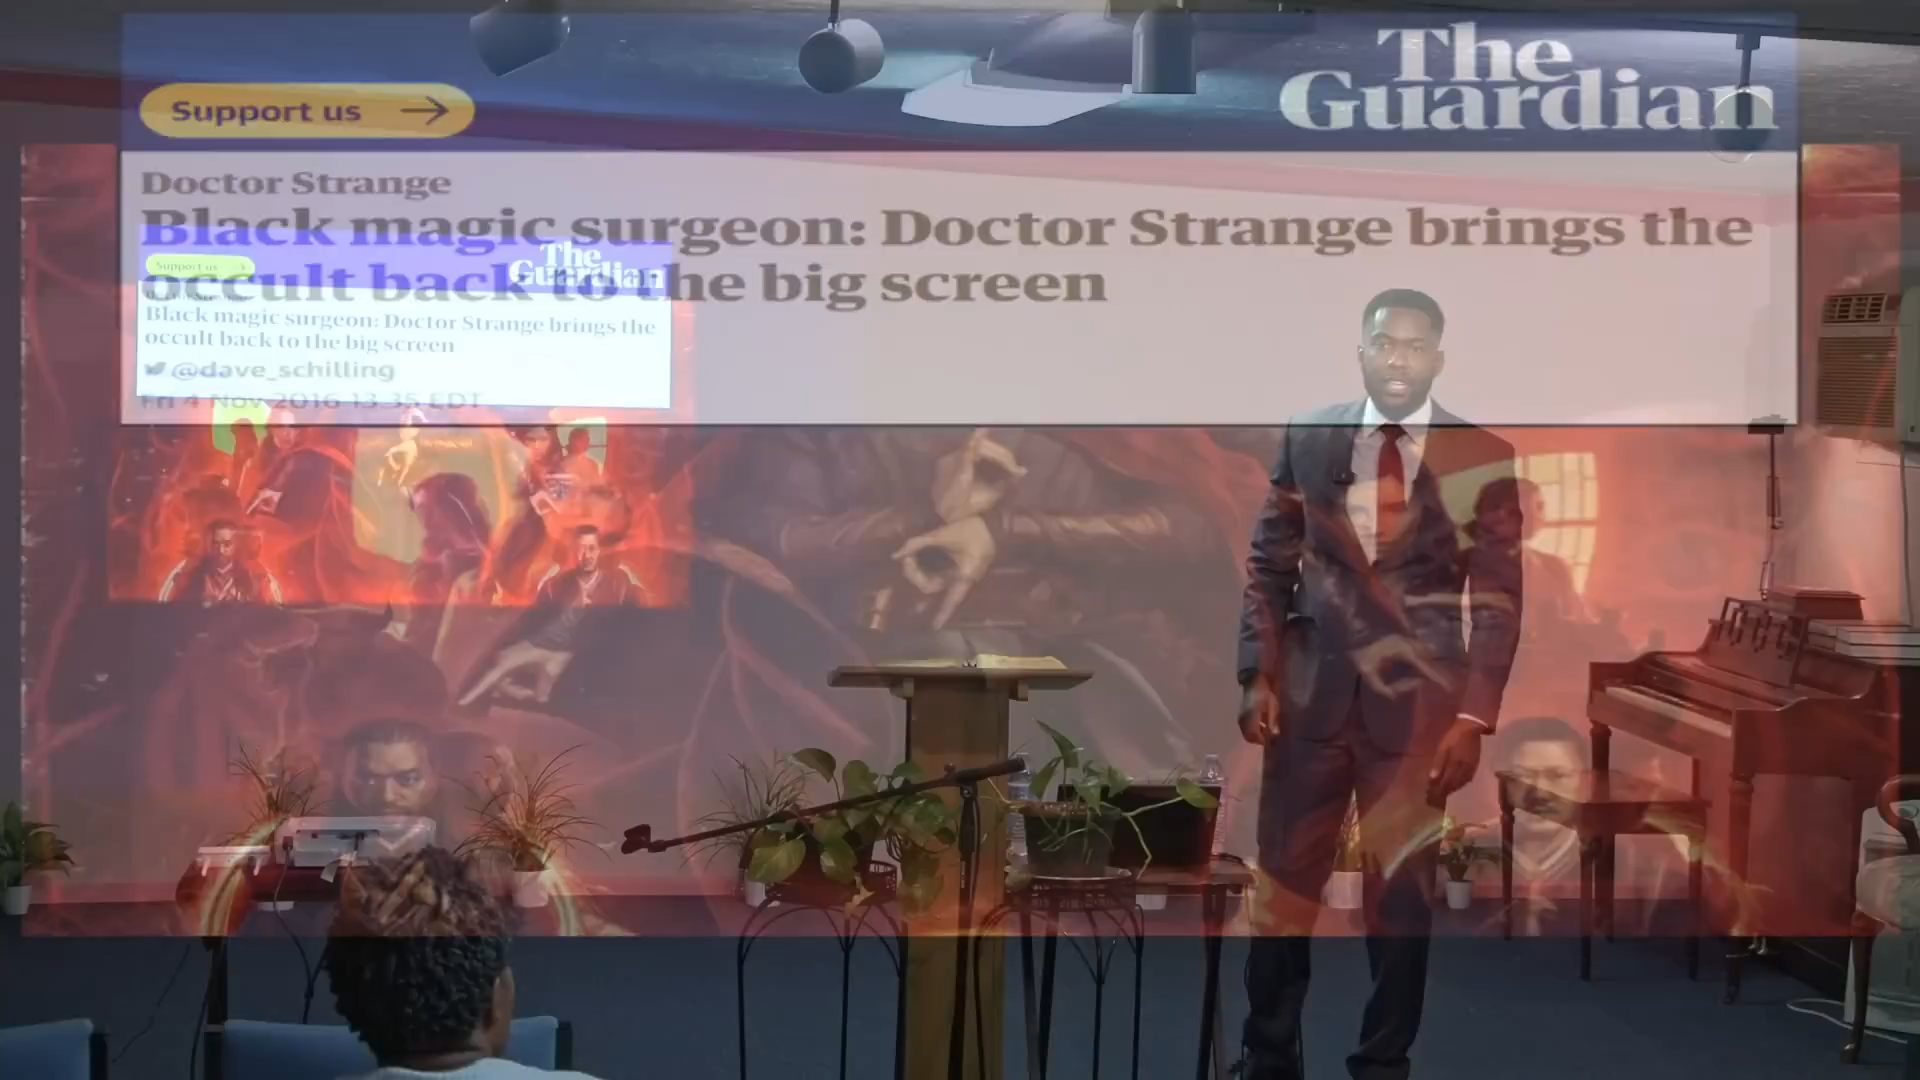 Support us
The
Guardian
Doctor Strange
Black magic surgeon: Doctor Strange brings the
occult back to the big screen
@dave_schilling
Fri 4 Nov 2016 13.35 EDT
Support us
The
Guardian
Doctor Strange
Black magic surgeon: Doctor Strange brings the
occult back to the big screen